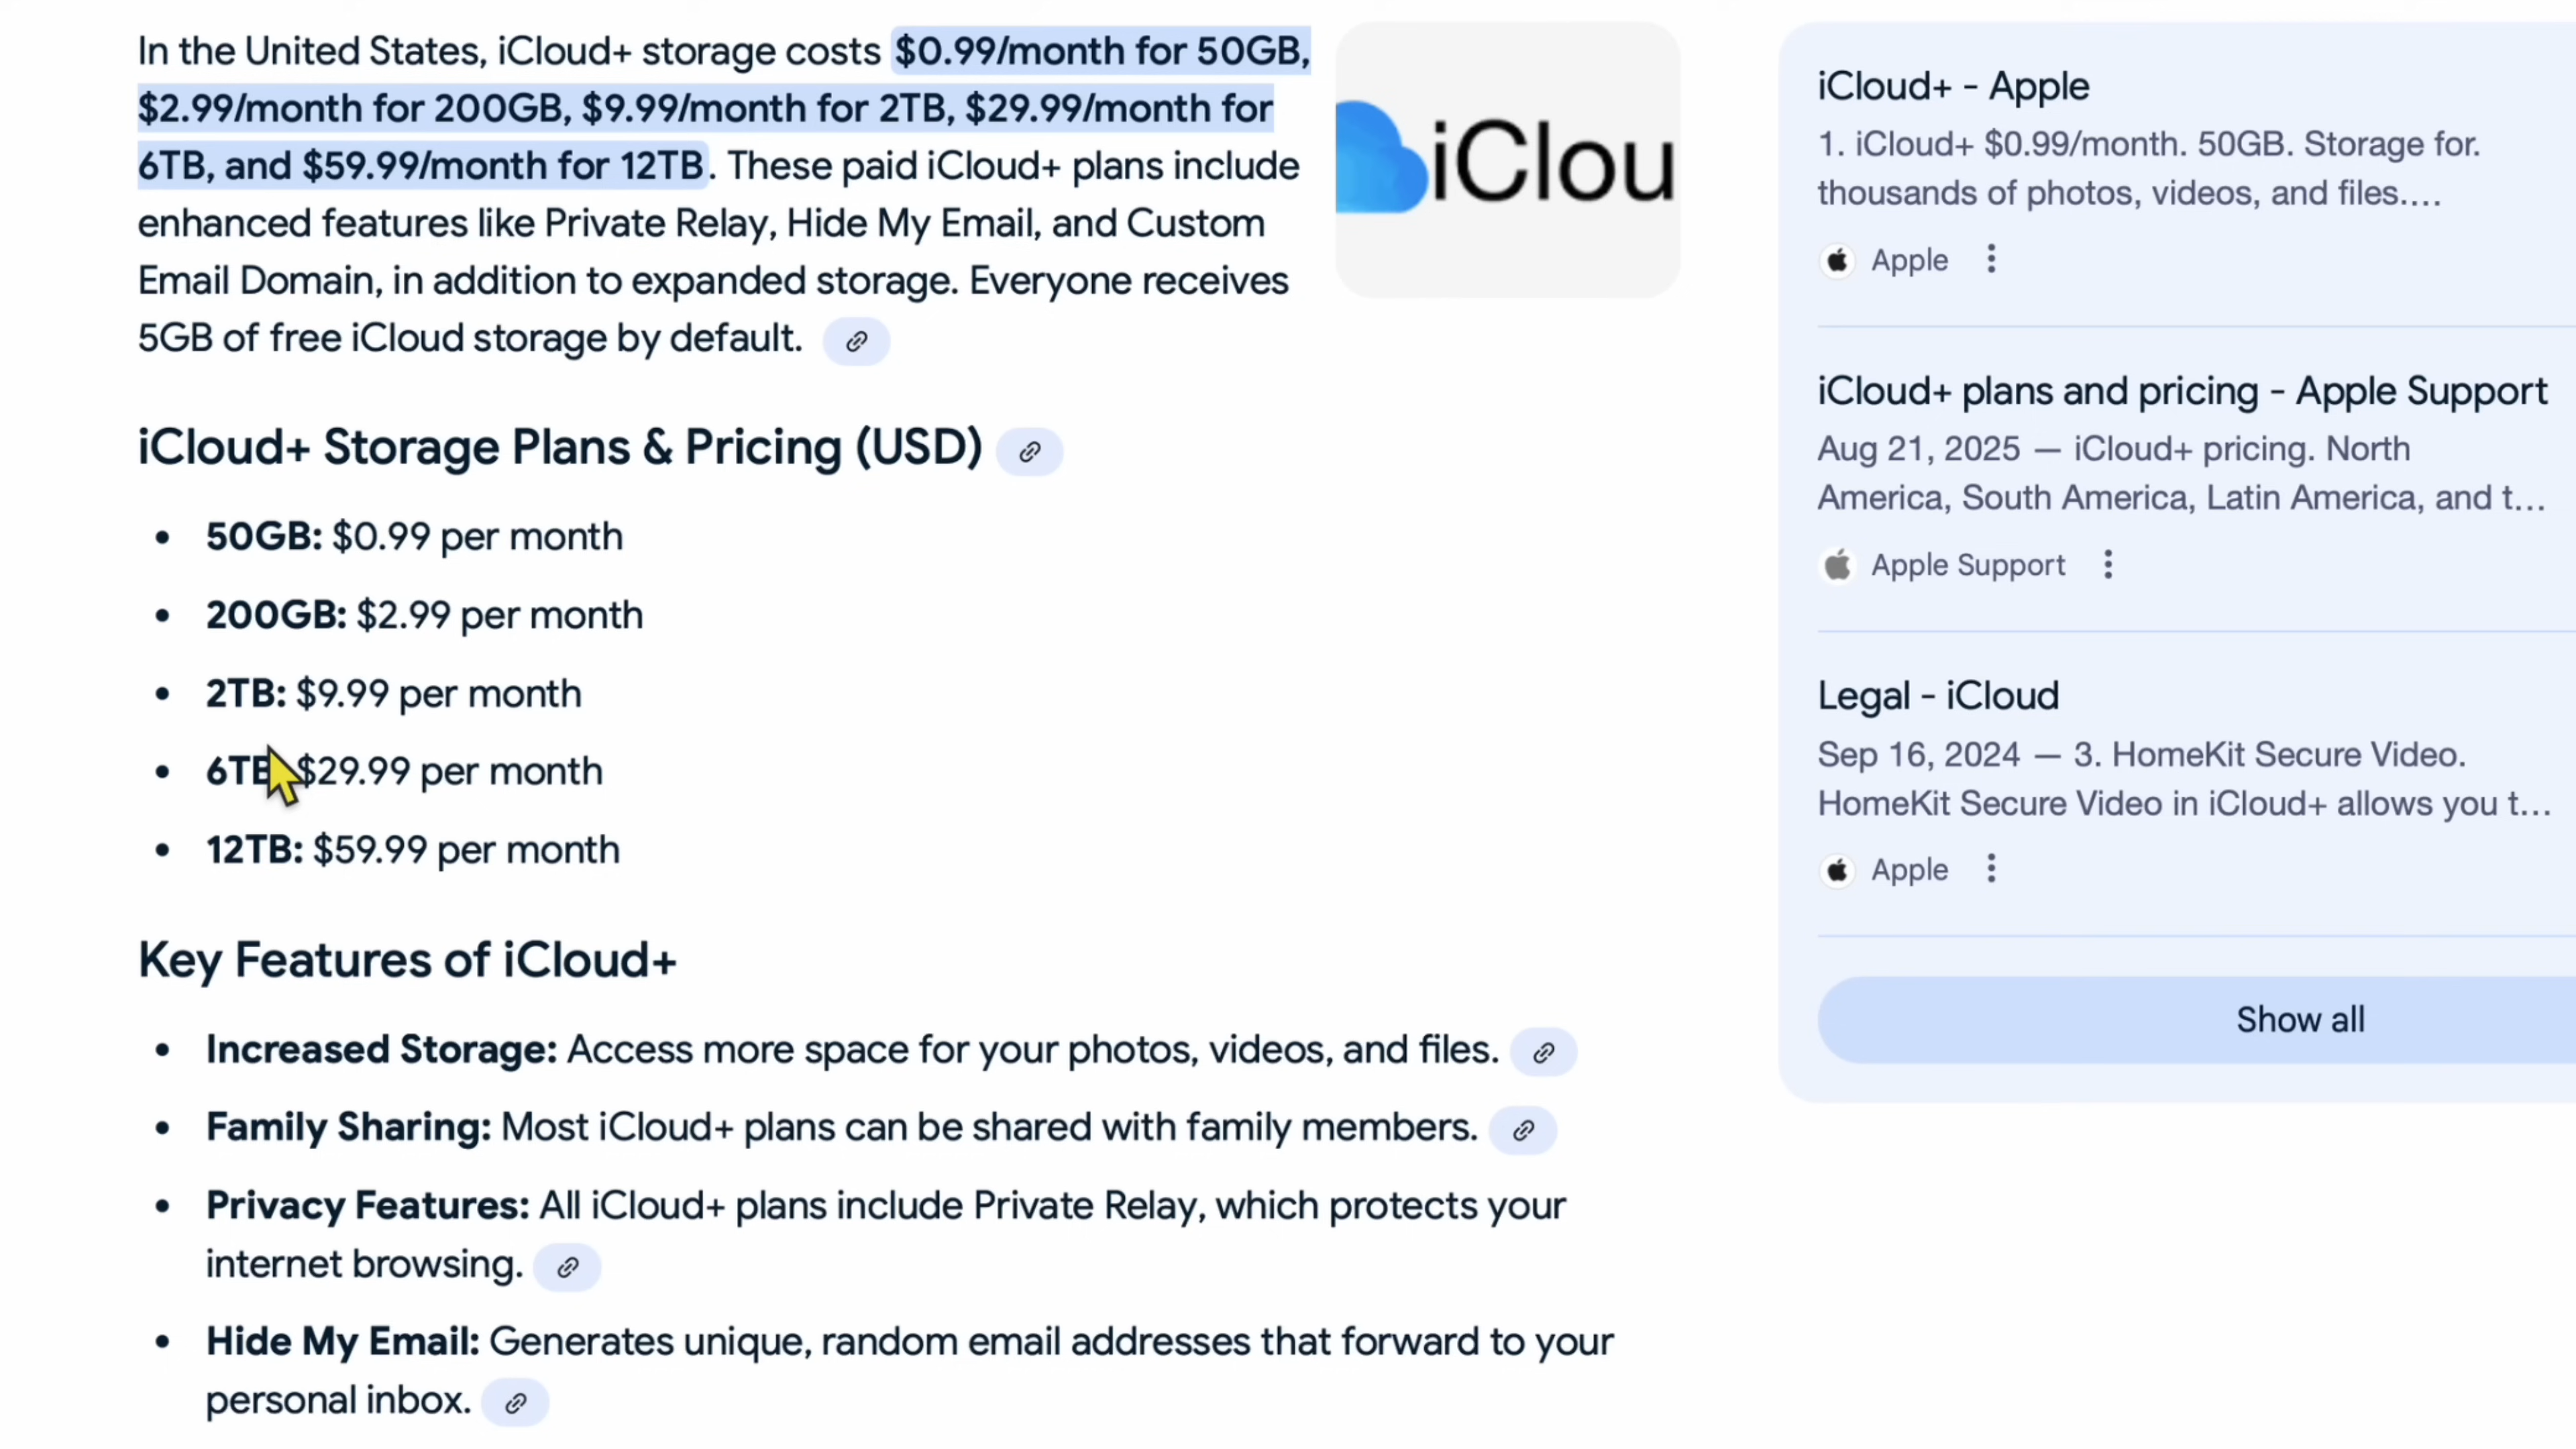 In the United States, iCloud+ storage costs $0.99/month for 50GB,
$2.99/month for 200GB, $9.99/month for 2TB, $29.99/month for
6TB, and $59.99/month for 12TB. These paid iCloud+ plans include
enhanced features like Private Relay, Hide My Email, and Custom
Email Domain, in addition to expanded storage. Everyone receives
5GB of free iCloud storage by default.
iClou
iCloud+ Storage Plans & Pricing (USD)
• 50GB: $0.99 per month
• 200GB: $2.99 per month
• 2TB: $9.99 per month
• 6TB $29.99 per month
• 12TB: $59.99 per month
Key Features of iCloud+
• Increased Storage: Access more space for your photos, videos, and files.
• Family Sharing: Most iCloud+ plans can be shared with family members.
• Privacy Features: All iCloud+ plans include Private Relay, which protects your
internet browsing.
• Hide My Email: Generates unique, random email addresses that forward to your
personal inbox.
iCloud+ - Apple
1. iCloud+ $0.99/month. 50GB. Storage for.
thousands of photos, videos, and files....
Apple
iCloud+ plans and pricing - Apple Support
Aug 21, 2025 — iCloud+ pricing. North
America, South America, Latin America, and t...
Apple Support
Legal - iCloud
Sep 16, 2024 — 3. HomeKit Secure Video.
HomeKit Secure Video in iCloud+ allows you t...
Apple
Show all